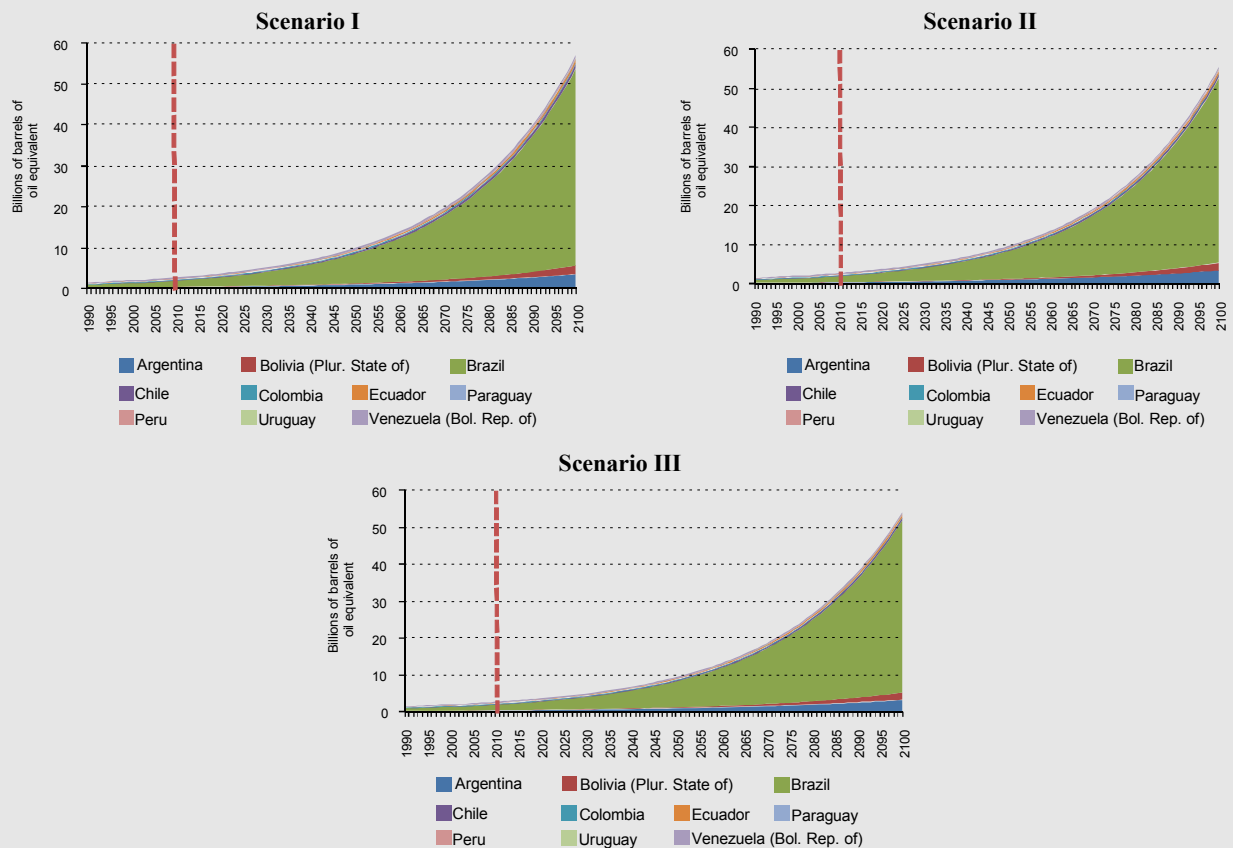 Scenario I
60
50
40
30
20
10
0
Billions of barrels of
oil equivalent
1990
1995
2000
2005
2010
2015
2020
2025
2030
2035
2040
2045
2050
2055
2060
2065
2070
2075
2080
2085
2090
2095
2100
Argentina
Bolivia (Plur. State of)
Brazil
Chile
Colombia
Ecuador
Paraguay
Peru
Uruguay
Venezuela (Bol. Rep. of)
Scenario II
60
50
40
30
20
10
0
Billions of barrels of
oil equivalent
1990
1995
2000
2005
2010
2015
2020
2025
2030
2035
2040
2045
2050
2055
2060
2065
2070
2075
2080
2085
2090
2095
2100
Argentina
Bolivia (Plur. State of)
Brazil
Chile
Colombia
Ecuador
Paraguay
Peru
Uruguay
Venezuela (Bol. Rep. of)
Scenario III
60
50
40
30
20
10
0
Billions of barrels of
oil equivalent
1990
1995
2000
2005
2010
2015
2020
2025
2030
2035
2040
2045
2050
2055
2060
2065
2070
2075
2080
2085
2090
2095
2100
Argentina
Bolivia (Plur. State of)
Brazil
Chile
Colombia
Ecuador
Paraguay
Peru
Uruguay
Venezuela (Bol. Rep. of)